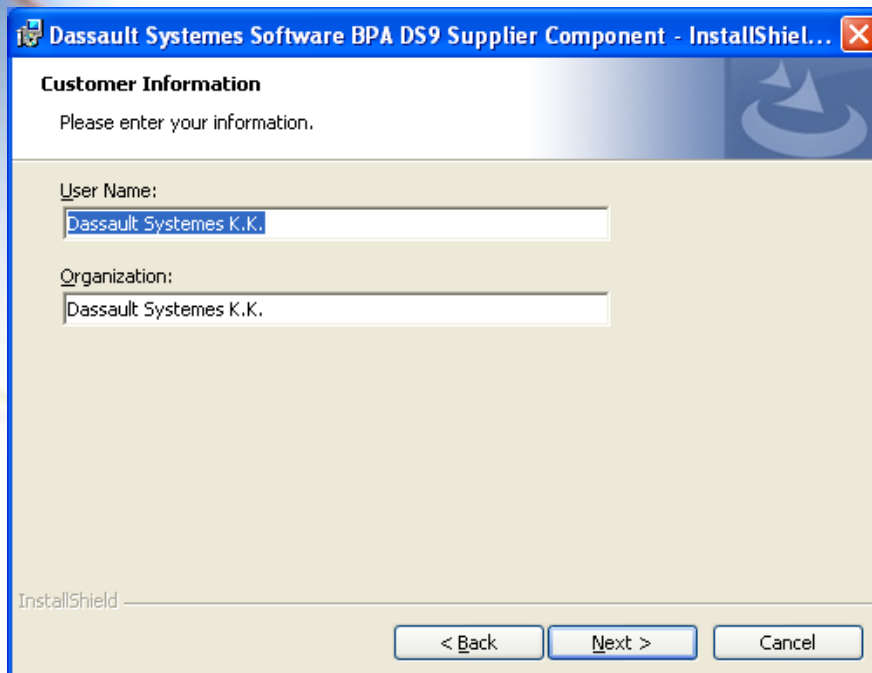 Dassault Systemes Software BPA DS9 Supplier Component - InstallShiel...
Customer Information
Please enter your information.
User Name:
Dassault Systemes K.K.
Organization:
Dassault Systemes K.K.
InstallShield
< Back
Next >
Cancel